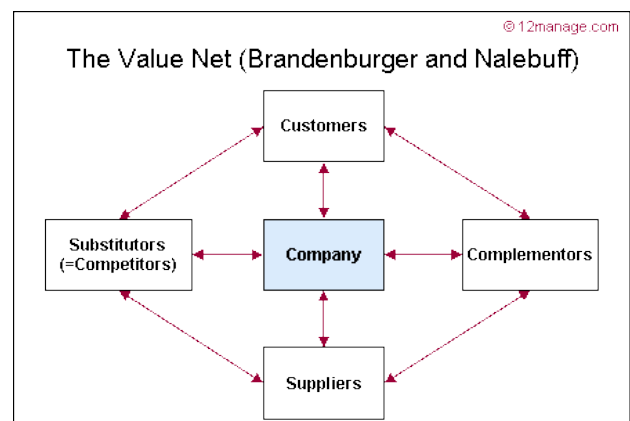 © 12manage.com
The Value Net (Brandenburger and Nalebuff)
Customers
Substitutors
(=Competitors)
Company
Complementors
Suppliers